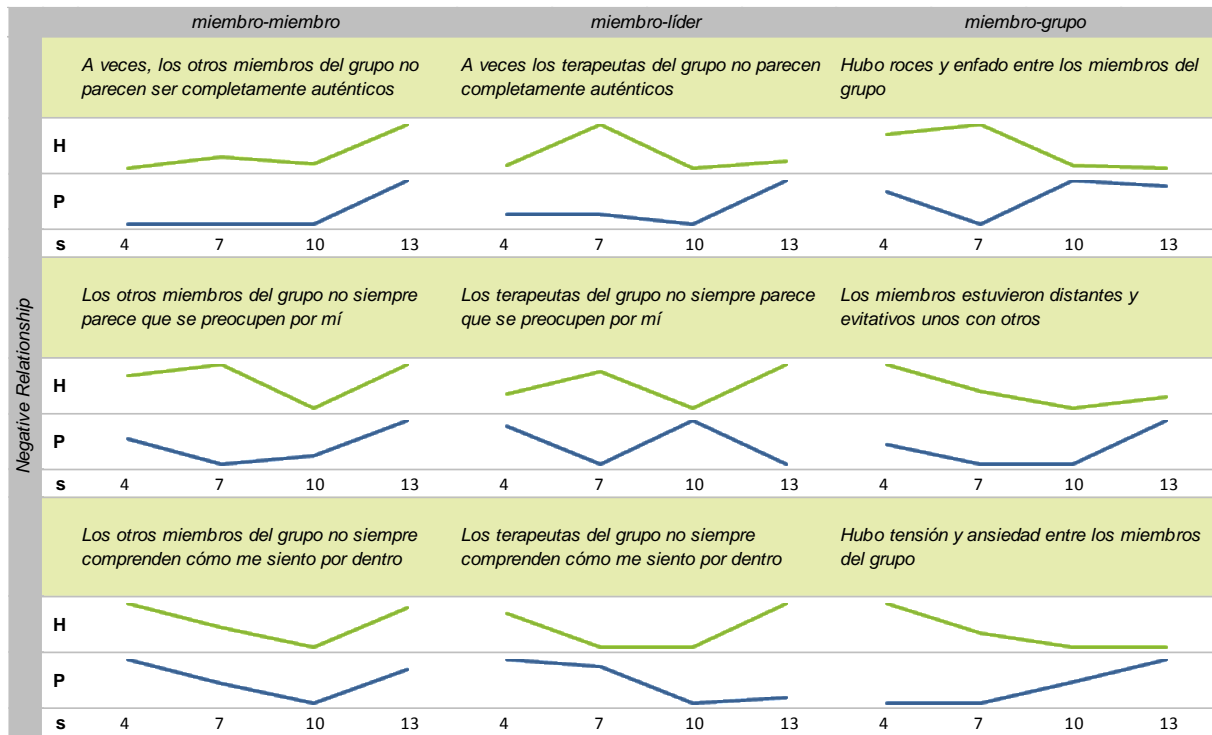 miembro-miembro miembro-líder miembro-grupo
Negative Relationship
A veces, los otros miembros del grupo no
parecen ser completamente auténticos
A veces los terapeutas del grupo no parecen
completamente auténticos
Hubo roces y enfado entre los miembros del
grupo
H
P
s 4 7 10 13 4 7 10 13 4 7 10 13
Los otros miembros del grupo no siempre
parece que se preocupen por mí
Los terapeutas del grupo no siempre parece
que se preocupen por mí
Los miembros estuvieron distantes y
evitativos unos con otros
H
P
s 4 7 10 13 4 7 10 13 4 7 10 13
Los otros miembros del grupo no siempre
comprenden cómo me siento por dentro
Los terapeutas del grupo no siempre
comprenden cómo me siento por dentro
Hubo tensión y ansiedad entre los miembros
del grupo
H
P
s 4 7 10 13 4 7 10 13 4 7 10 13